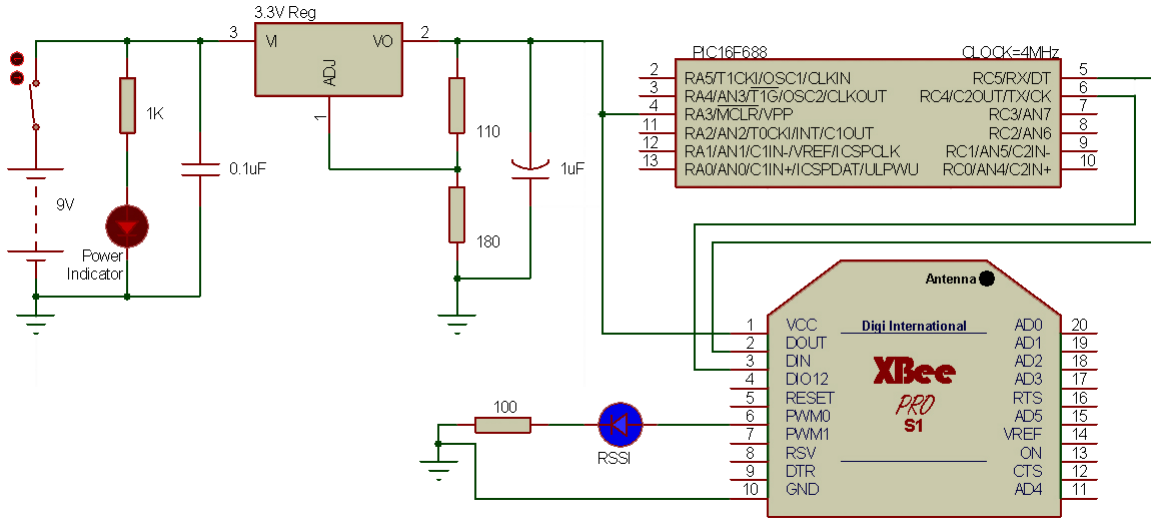 3.3V Reg
3
VI
VO
2
ADJ
1
1K
0.1uF
110
180
1uF
9V
Power
Indicator
PIC16F688
CLOCK=4MHz
2
RA5/T1CKI/OSC1/CLKIN
RC5/RX/DT
5
3
RA4/AN3/T1G/OSC2/CLKOUT
RC4/C2OUT/TX/CK
6
4
RA3/MCLR/VPP
RC3/AN7
7
11
RA2/AN2/T0CKI/INT/C1OUT
RC2/AN6
8
12
RA1/AN1/C1IN-/VREF/ICSPCLK
RC1/AN5/C2IN-
9
13
RA0/AN0/C1IN+/ICSPDAT/ULPWU
RC0/AN4/C2IN+
10
Antenna
Digi International
XBee
PRO
S1
1
VCC
AD0
20
2
DOUT
AD1
19
3
DIN
AD2
18
4
DIO12
AD3
17
5
RESET
RTS
16
6
PWM0
AD5
15
7
PWM1
VREF
14
8
RSV
ON
13
9
DTR
CTS
12
10
GND
AD4
11
100
RSSI